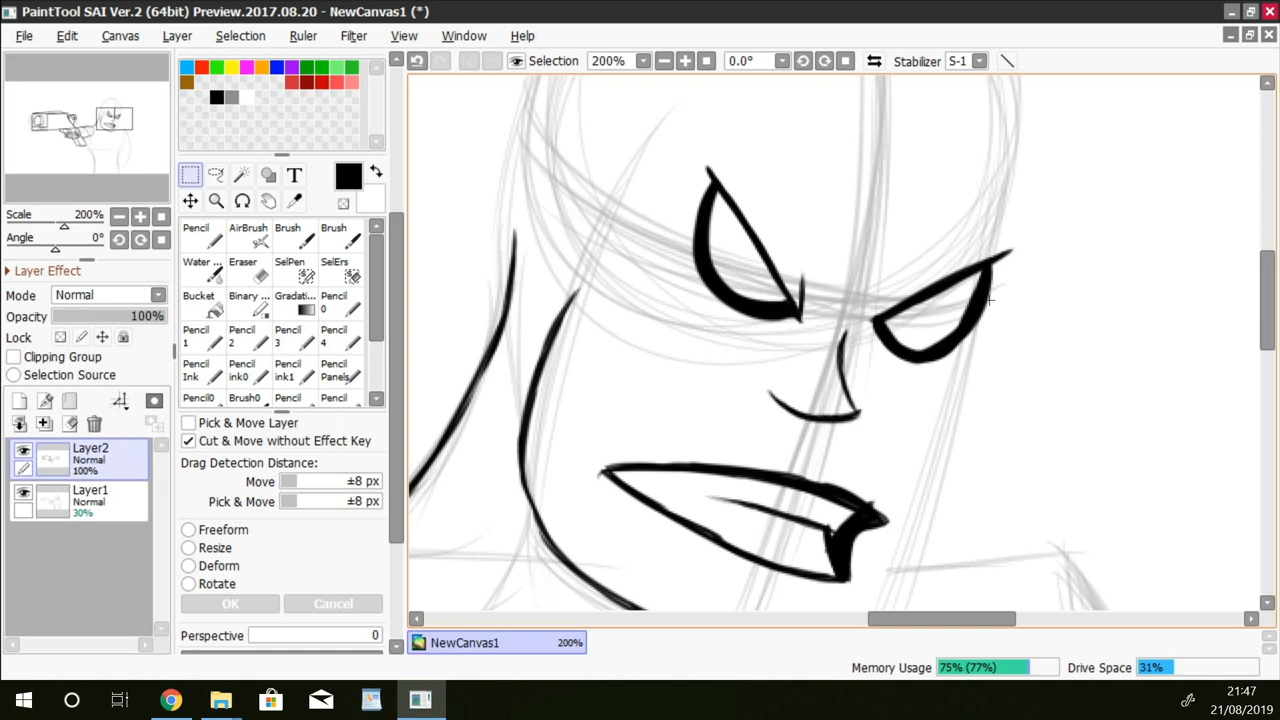 PaintTool SAI Ver.2 (64bit) Preview.2017.08.20 - NewCanvas1 (*)
File Edit Canvas Layer Selection Ruler Filter View Window Help
Selection 200% 0.0° Stabilizer S-1
T
Scale 200%
Angle 0°
Layer Effect
Mode Normal
Opacity 100%
Lock
Clipping Group
Selection Source
Layer2
Normal
100%
Layer1
Normal
30%
Pencil AirBrush Brush Brush
Water ... Eraser SelPen SelErs
Bucket Binary ... Gradati... Pencil 0
Pencil 1 Pencil 2 Pencil 3 Pencil 4
Pencil Ink Pencil ink0 Pencil ink1 Pencil Panels
Pencil0 Brush0 Brush Pencil
Pick & Move Layer
Cut & Move without Effect Key
Drag Detection Distance:
Move ±8 px
Pick & Move ±8 px
Freeform
Resize
Deform
Rotate
OK Cancel
Perspective 0
NewCanvas1 200%
Memory Usage 75% (77%) Drive Space 31%
21:47
21/08/2019